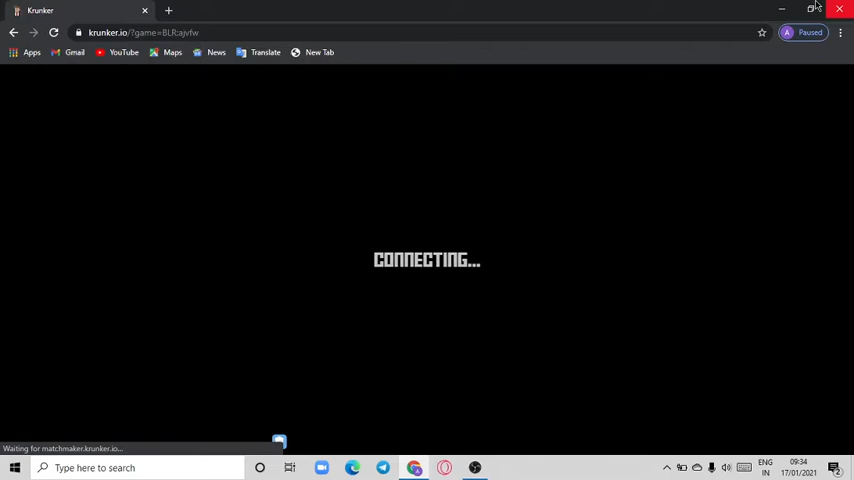 Krunker
krunker.io/?game=BLR:ajvfw
A Paused
Apps Gmail YouTube Maps News Translate New Tab
CONNECTING...
Waiting for matchmaker.krunker.io...
Type here to search
ENG
IN
09:34
17/01/2021
2